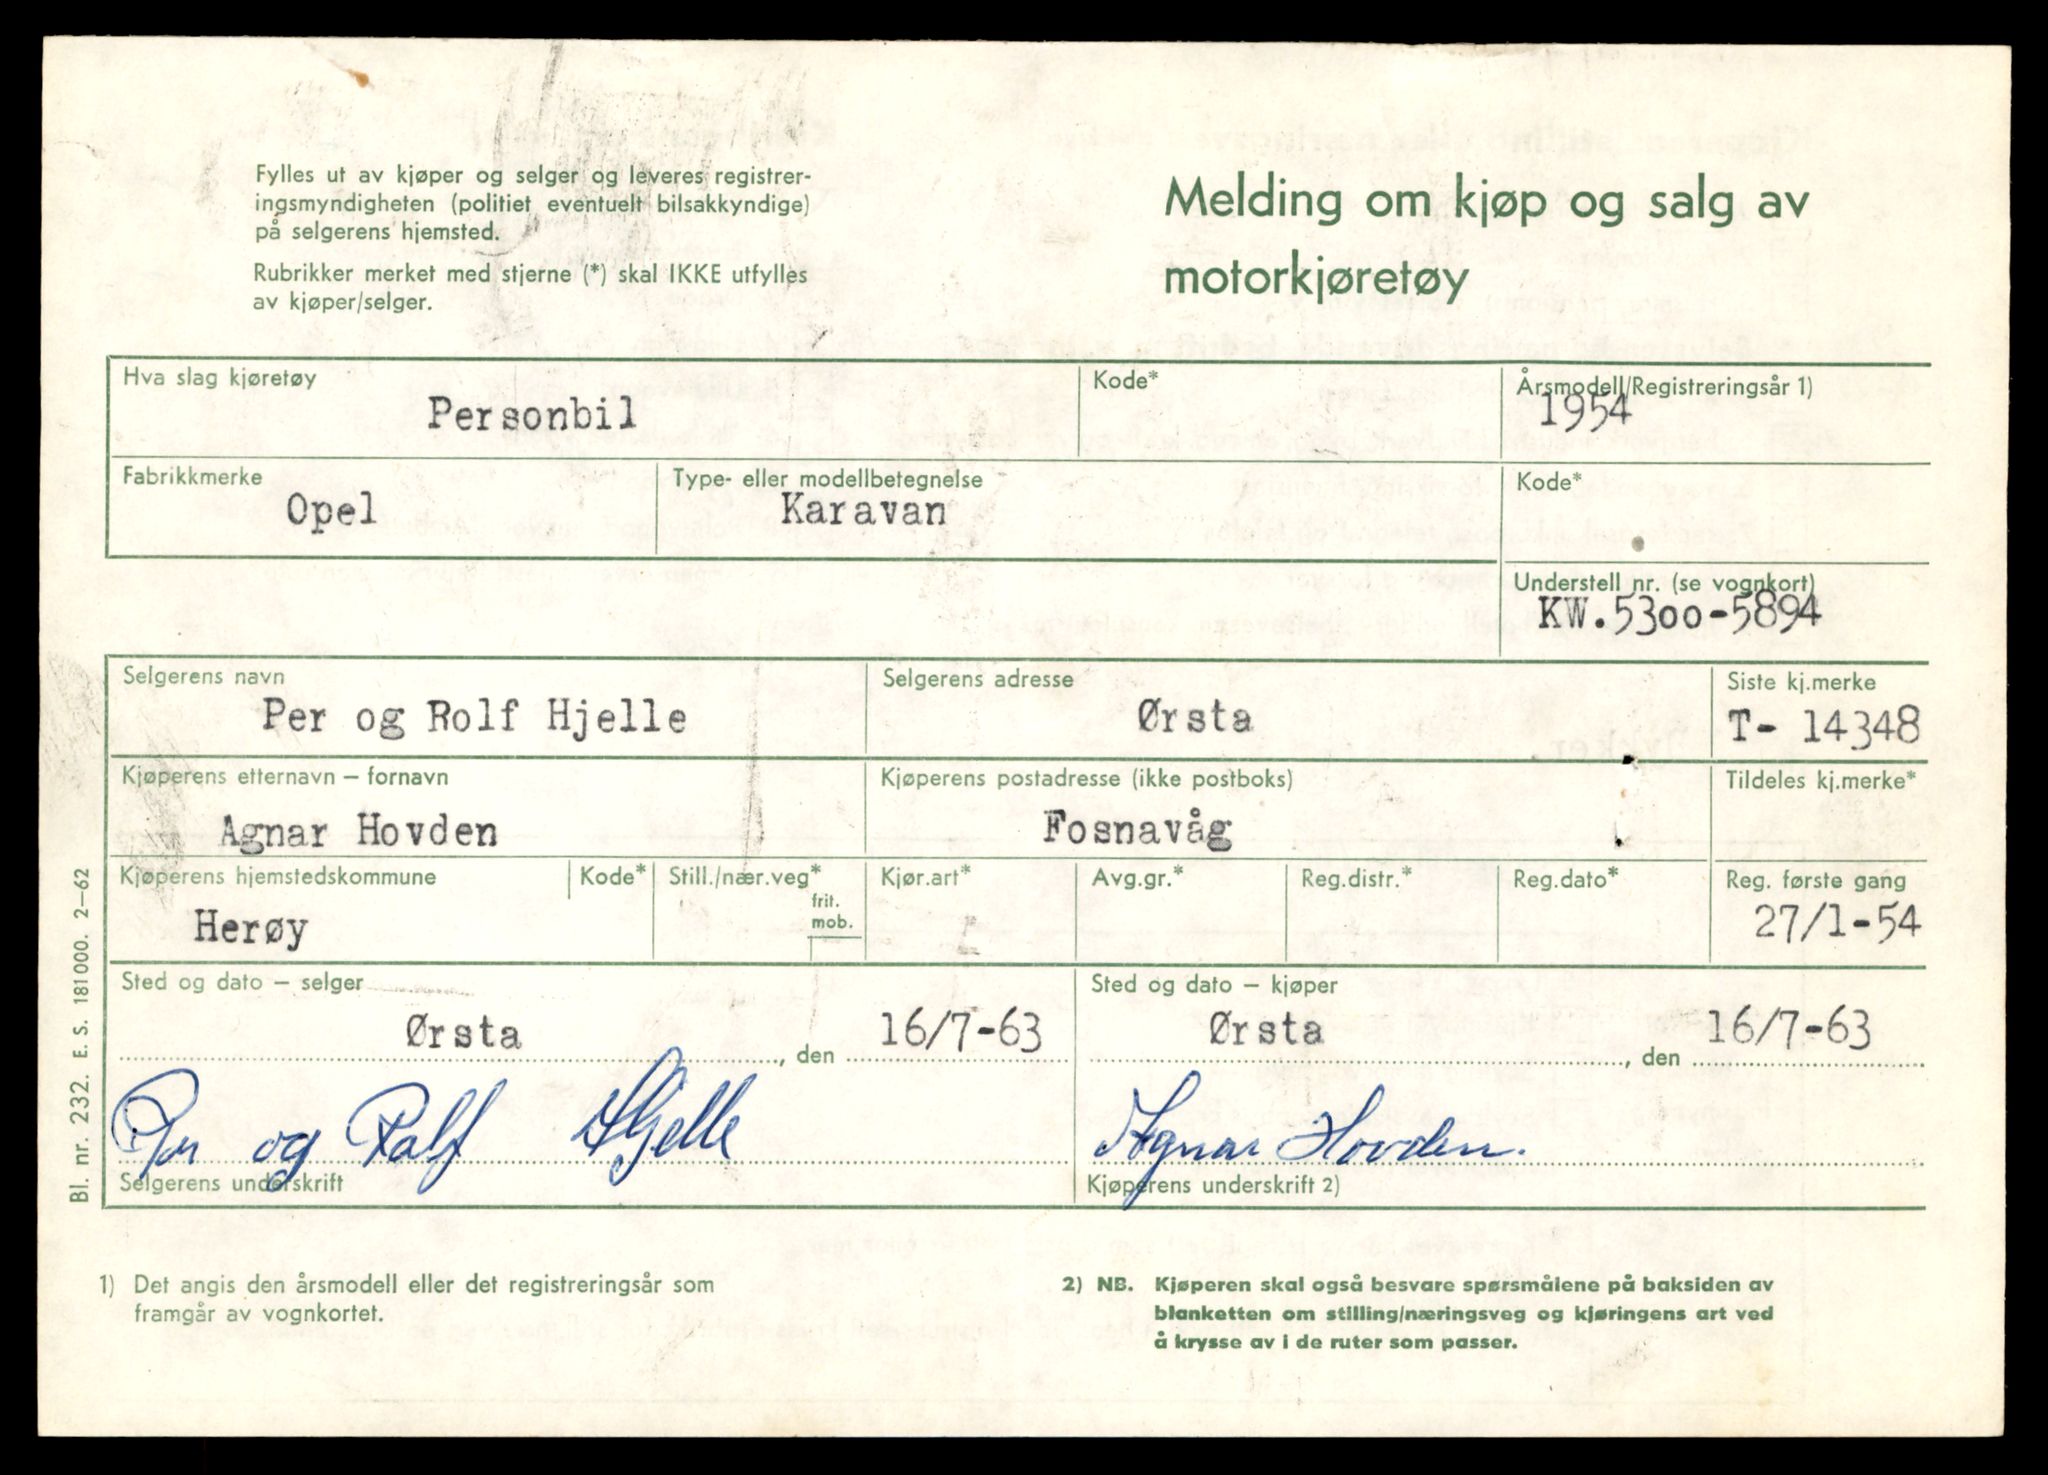 Fylles ut av kjøper og selger og leveres registrer-
ingsmyndigheten (politiet eventuelt bilsakkyndige)
på selgerens hjemsted.
Rubrikker merket med stjerne (*) skal IKKE utfylles
av kjøper/selger.
Melding om kjøp og salg av
motorkjøretøy
Hva slag kjøretøy
Personbil
Kode*
Årsmodell/Registreringsår 1)
1954
Fabrikkmerke
Opel
Type- eller modellbetegnelse
Karavan
Kode*
Understell nr. (se vognkort)
KW.5300-5894
Selgerens navn
Per og Rolf Hjelle
Selgerens adresse
Ørsta
Siste kj.merke
T- 14348
Kjøperens etternavn – fornavn
Agnar Hovden
Kjøperens postadresse (ikke postboks)
Fosnavåg
Tildeles kj.merke*
Kjøperens hjemstedskommune
Herøy
Kode*
Still./nær.veg*
frit.
mob.
Kjør.art*
Avg.gr.*
Reg.distr.*
Reg.dato*
Reg. første gang
27/1-54
Sted og dato – selger
Ørsta , den 16/7-63
Per og Rolf Hjelle
Selgerens underskrift
Sted og dato – kjøper
Ørsta , den 16/7-63
Agnar Hovden.
Kjøperens underskrift 2)
Bl. nr. 232. E. S. 181000. 2–62
1) Det angis den årsmodell eller det registreringsår som
framgår av vognkortet.
2) NB. Kjøperen skal også besvare spørsmålene på baksiden av
blanketten om stilling/næringsveg og kjøringens art ved
å krysse av i de ruter som passer.